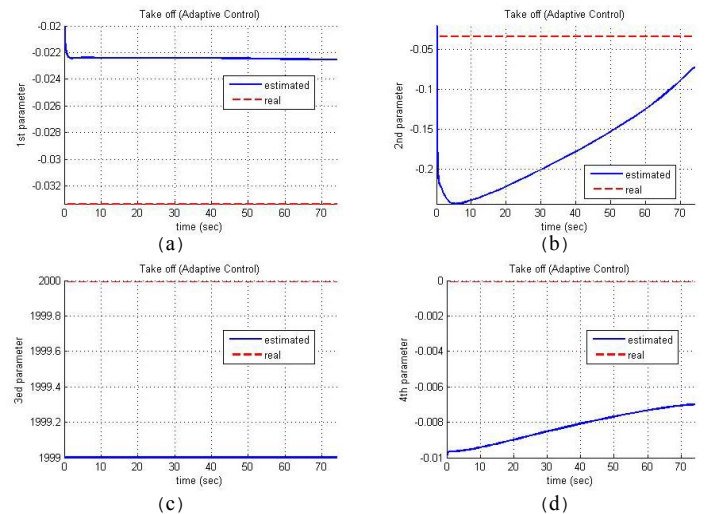 Take off (Adaptive Control)
-0.02
-0.022
-0.024
-0.026
-0.028
-0.03
-0.032
1st parameter
estimated
real
0 10 20 30 40 50 60 70
time (sec)
(a)
Take off (Adaptive Control)
-0.05
-0.1
-0.15
-0.2
2nd parameter
estimated
real
0 10 20 30 40 50 60 70
time (sec)
(b)
Take off (Adaptive Control)
2000
1999.8
1999.6
1999.4
1999.2
1999
3ed parameter
estimated
real
0 10 20 30 40 50 60 70
time (sec)
(c)
Take off (Adaptive Control)
0
-0.002
-0.004
-0.006
-0.008
-0.01
4th parameter
estimated
real
0 10 20 30 40 50 60 70
time (sec)
(d)